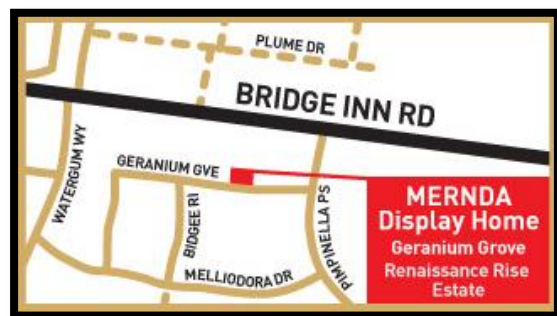 PLUME DR
BRIDGE INN RD
WATERGUM WY
GERANIUM GVE
BIDGEE RI
MELLIODORA DR
PIMPINELLA PS
MERNDA
Display Home
Geranium Grove
Renaissance Rise
Estate